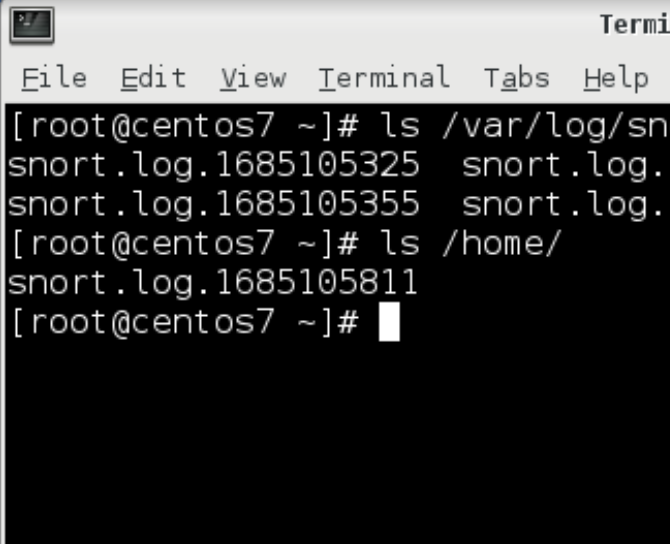 Termi
File Edit View Terminal Tabs Help
[root@centos7 ~]# ls /var/log/sn
snort.log.1685105325 snort.log.
snort.log.1685105355 snort.log.
[root@centos7 ~]# ls /home/
snort.log.1685105811
[root@centos7 ~]#